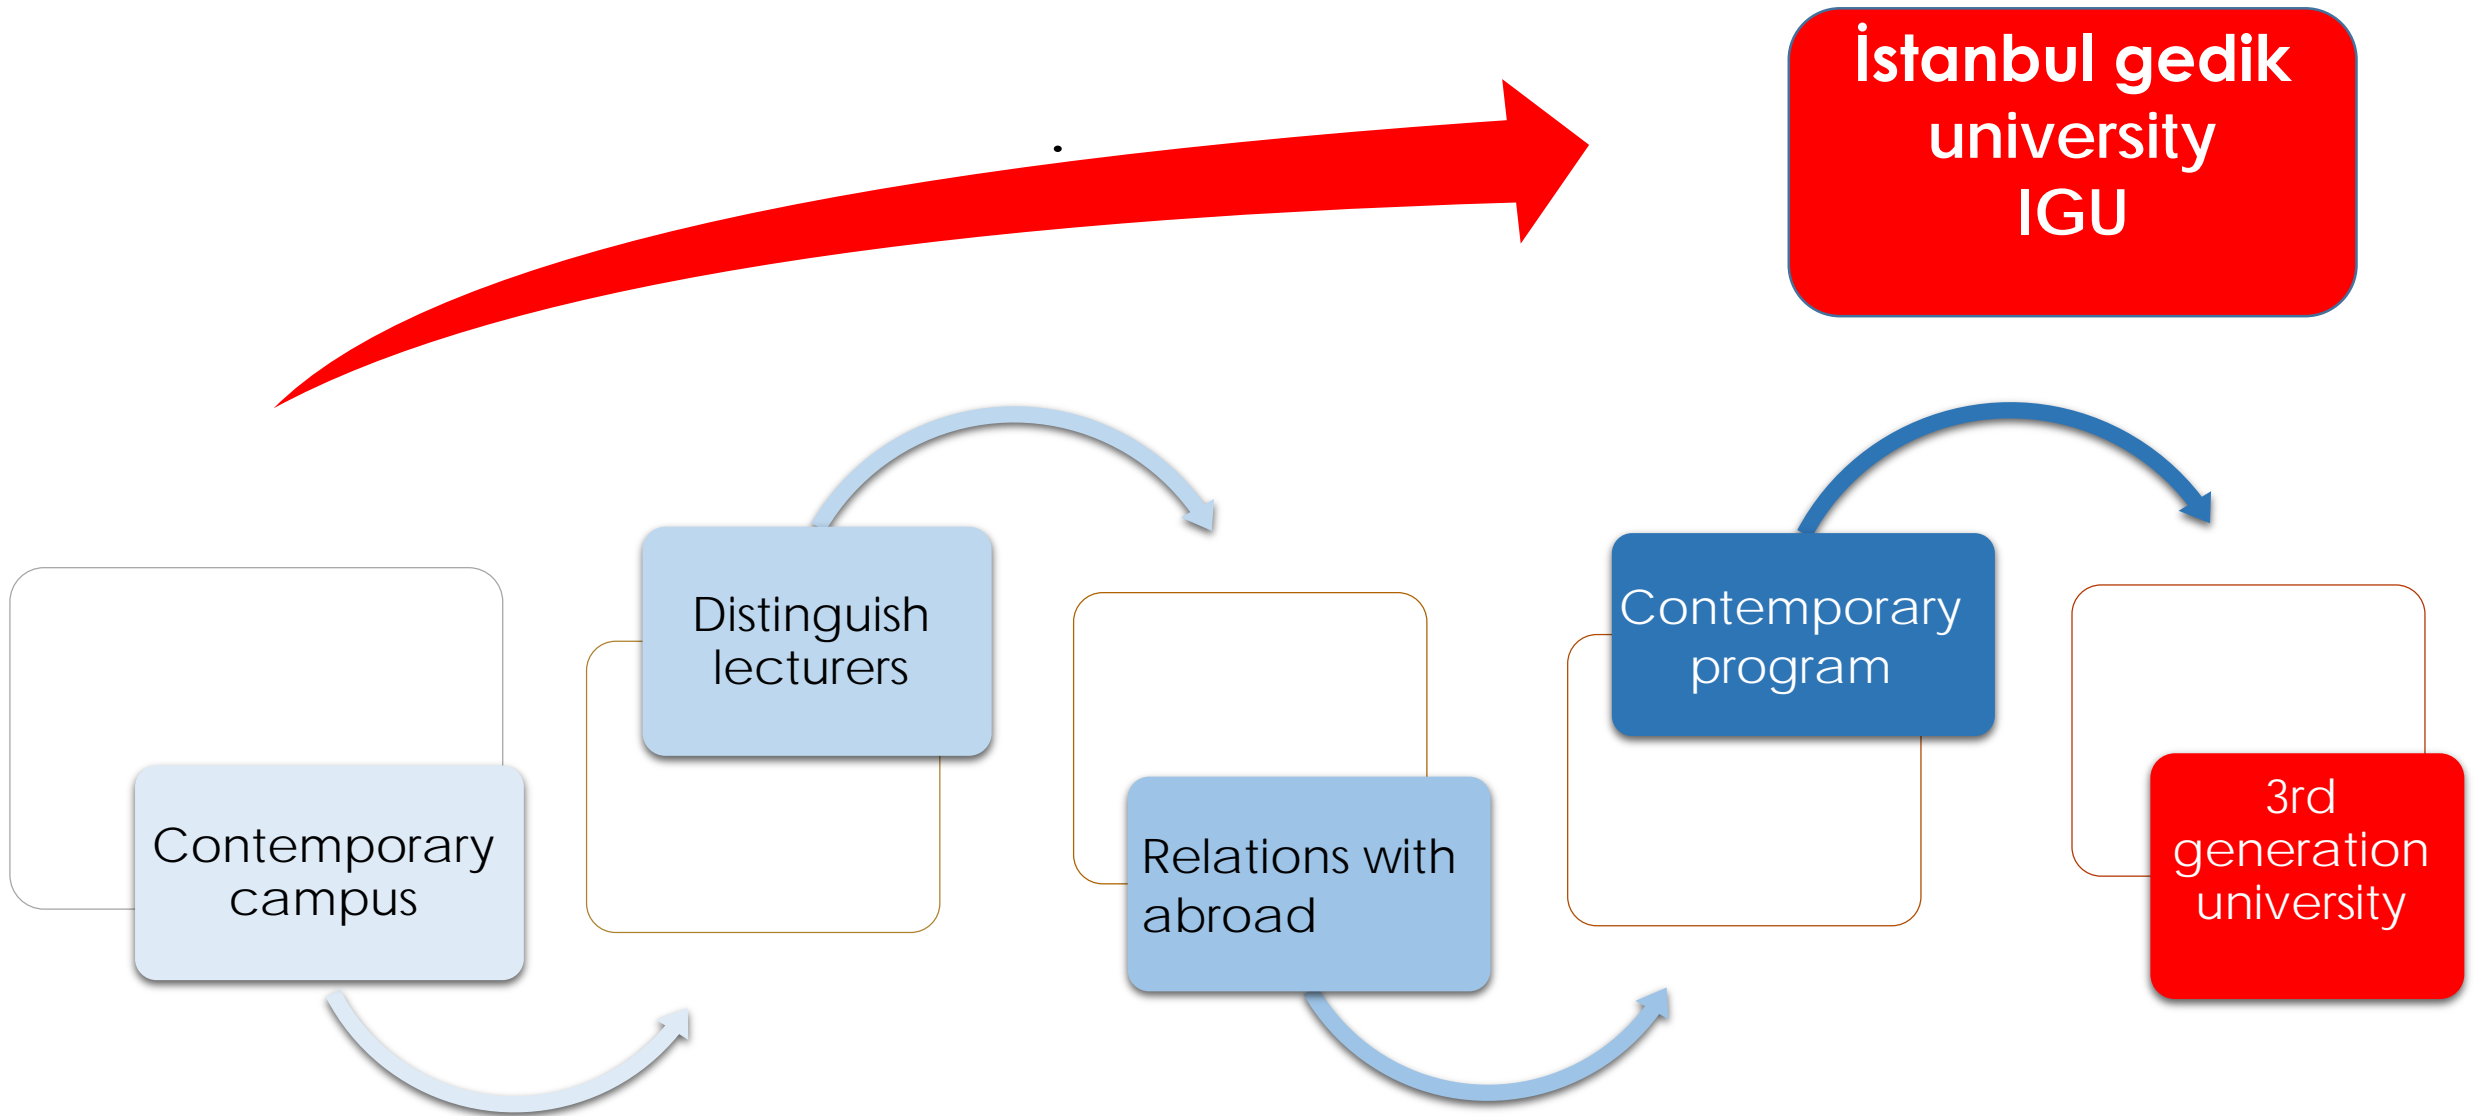 İstanbul gedik
university
IGU
Distinguish
lecturers
Contemporary
program
Contemporary
campus
Relations with
abroad
3rd
generation
university